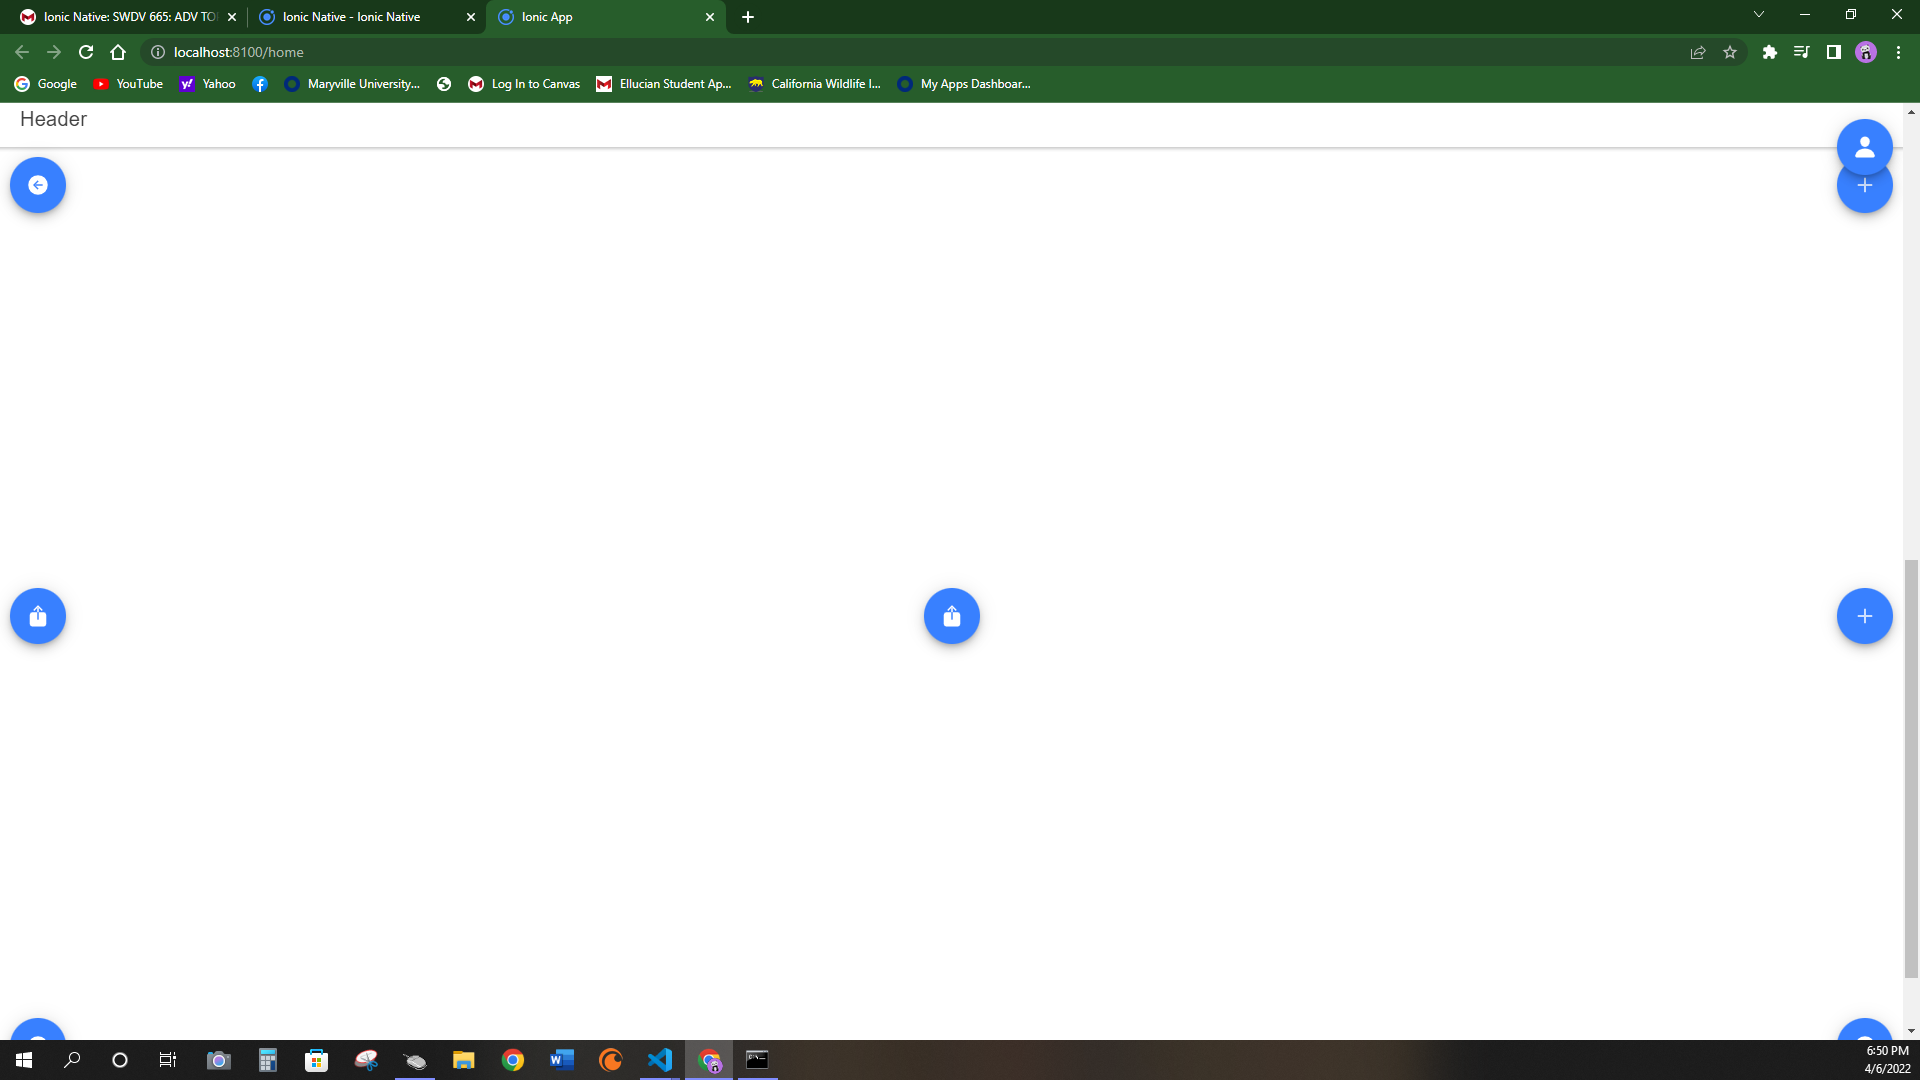 Ionic Native: SWDV 665: ADV TO
Ionic Native - Ionic Native
Ionic App
localhost:8100/home
Google
YouTube
Yahoo
Maryville University...
Log In to Canvas
Ellucian Student Ap...
California Wildlife I...
My Apps Dashboar...
Header
6:50 PM
4/6/2022